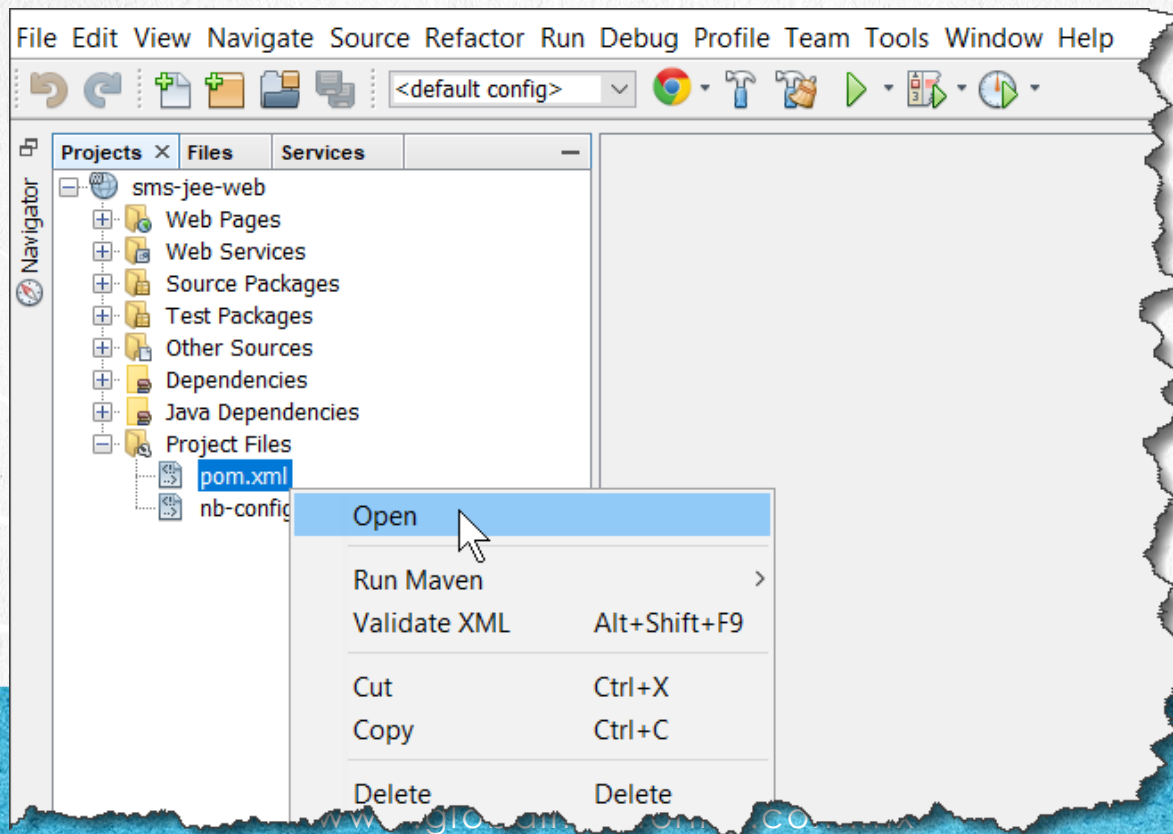 File Edit View Navigate Source Refactor Run Debug Profile Team Tools Window Help
<default config>
Projects Files Services
Navigator
sms-jee-web
Web Pages
Web Services
Source Packages
Test Packages
Other Sources
Dependencies
Java Dependencies
Project Files
pom.xml
nb-config
Open
Run Maven
Validate XML Alt+Shift+F9
Cut Ctrl+X
Copy Ctrl+C
Delete Delete